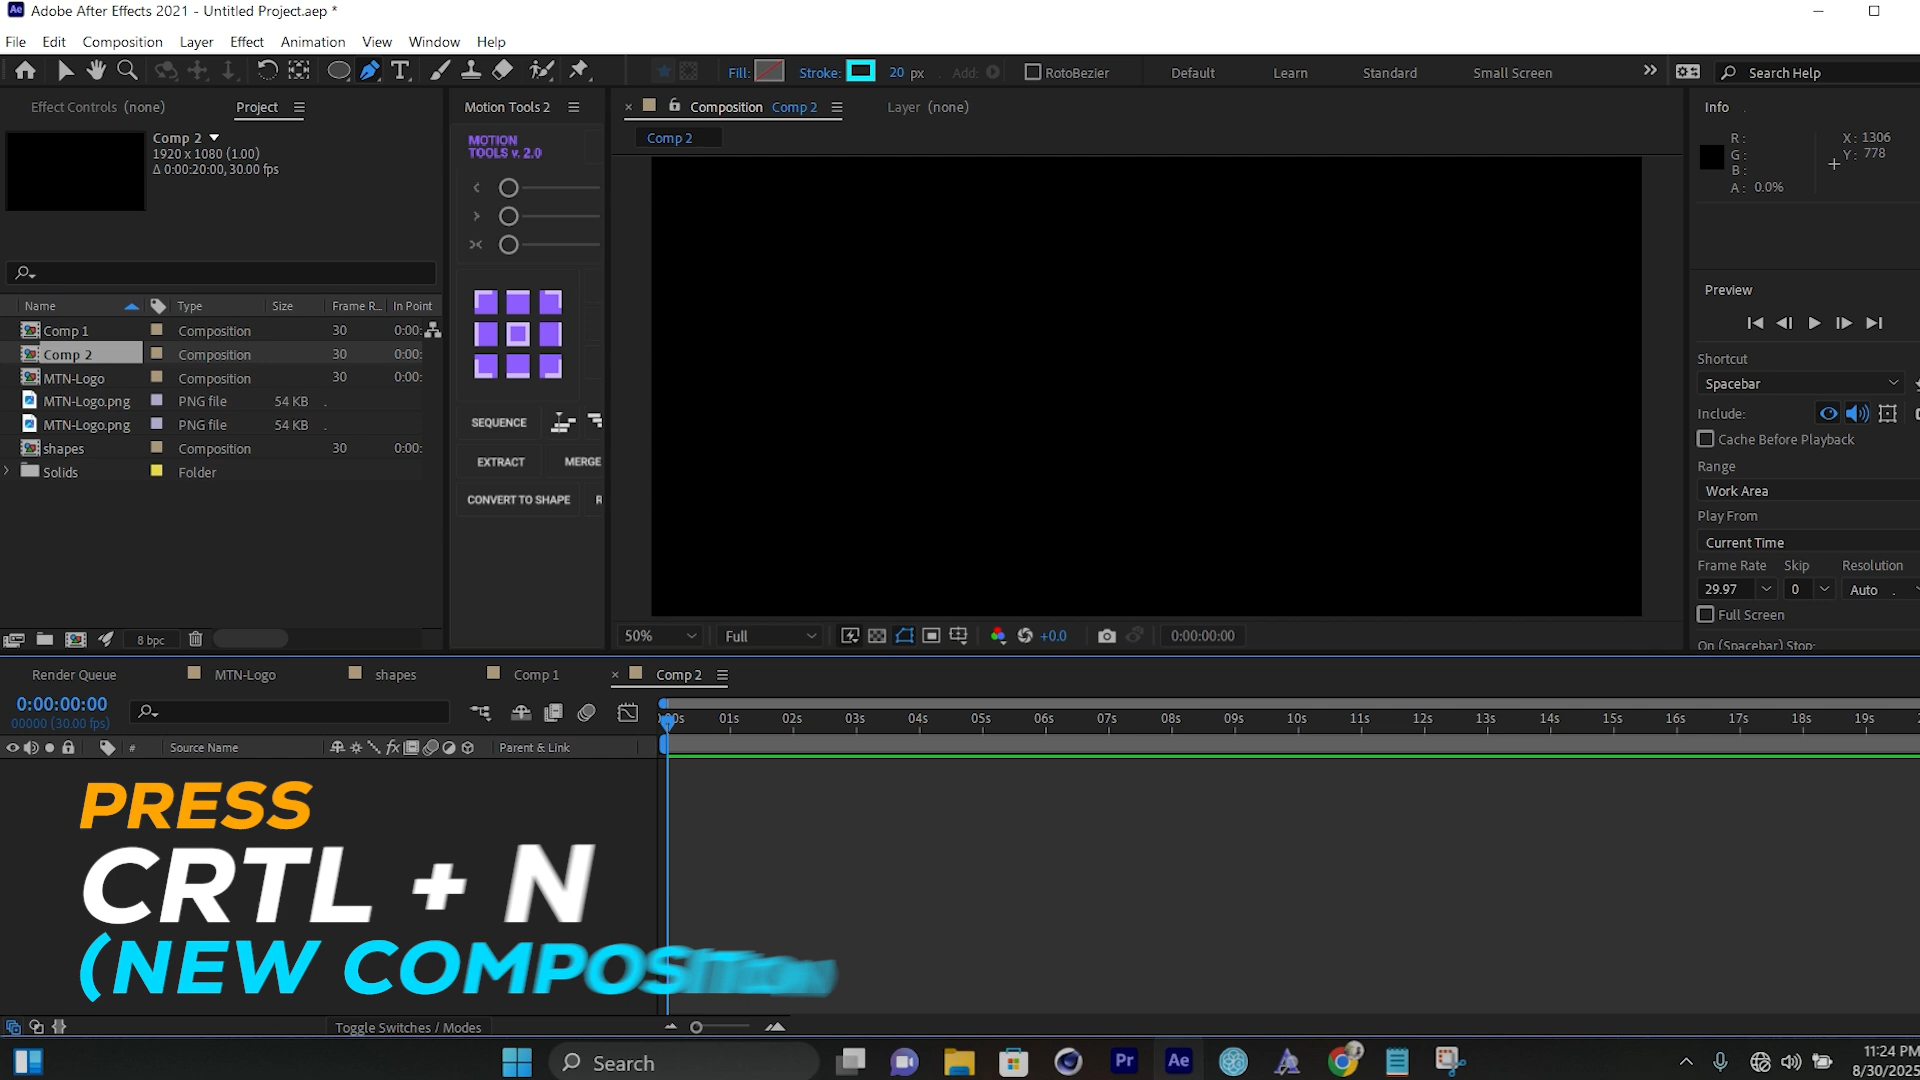 Adobe After Effects 2021 - Untitled Project.aep *
File Edit Composition Layer Effect Animation View Window Help
Fill: Stroke: 20 px Add: RotoBezier Default Learn Standard Small Screen Search Help
Effect Controls (none) Project
Comp 2
1920 x 1080 (1.00)
Δ 0:00:20:00, 30.00 fps
Name Type Size Frame R... In Point
Comp 1 Composition 30 0:00:
Comp 2 Composition 30 0:00:
MTN-Logo Composition 30 0:00:
MTN-Logo.png PNG file 54 KB
MTN-Logo.png PNG file 54 KB
shapes Composition 30 0:00:
Solids Folder
8 bpc
Motion Tools 2
MOTION
TOOLS v. 2.0
SEQUENCE
EXTRACT MERGE
CONVERT TO SHAPE R
Composition Comp 2 Layer (none)
Comp 2
50% Full +0.0 0:00:00:00
Info
R:
G:
B:
A: 0.0%
X: 1306
Y: 778
Preview
Shortcut
Spacebar
Include:
Cache Before Playback
Range
Work Area
Play From
Current Time
Frame Rate Skip Resolution
29.97 0 Auto
Full Screen
On (Spacebar) Stop:
Render Queue MTN-Logo shapes Comp 1 Comp 2
0:00:00:00
00000 (30.00 fps)
01s 02s 03s 04s 05s 06s 07s 08s 09s 10s 11s 12s 13s 14s 15s 16s 17s 18s 19s
# Source Name fx Parent & Link
PRESS
CRTL + N
(NEW COMPOSITION
Toggle Switches / Modes
Search
Pr Ae
11:24 PM
8/30/2025